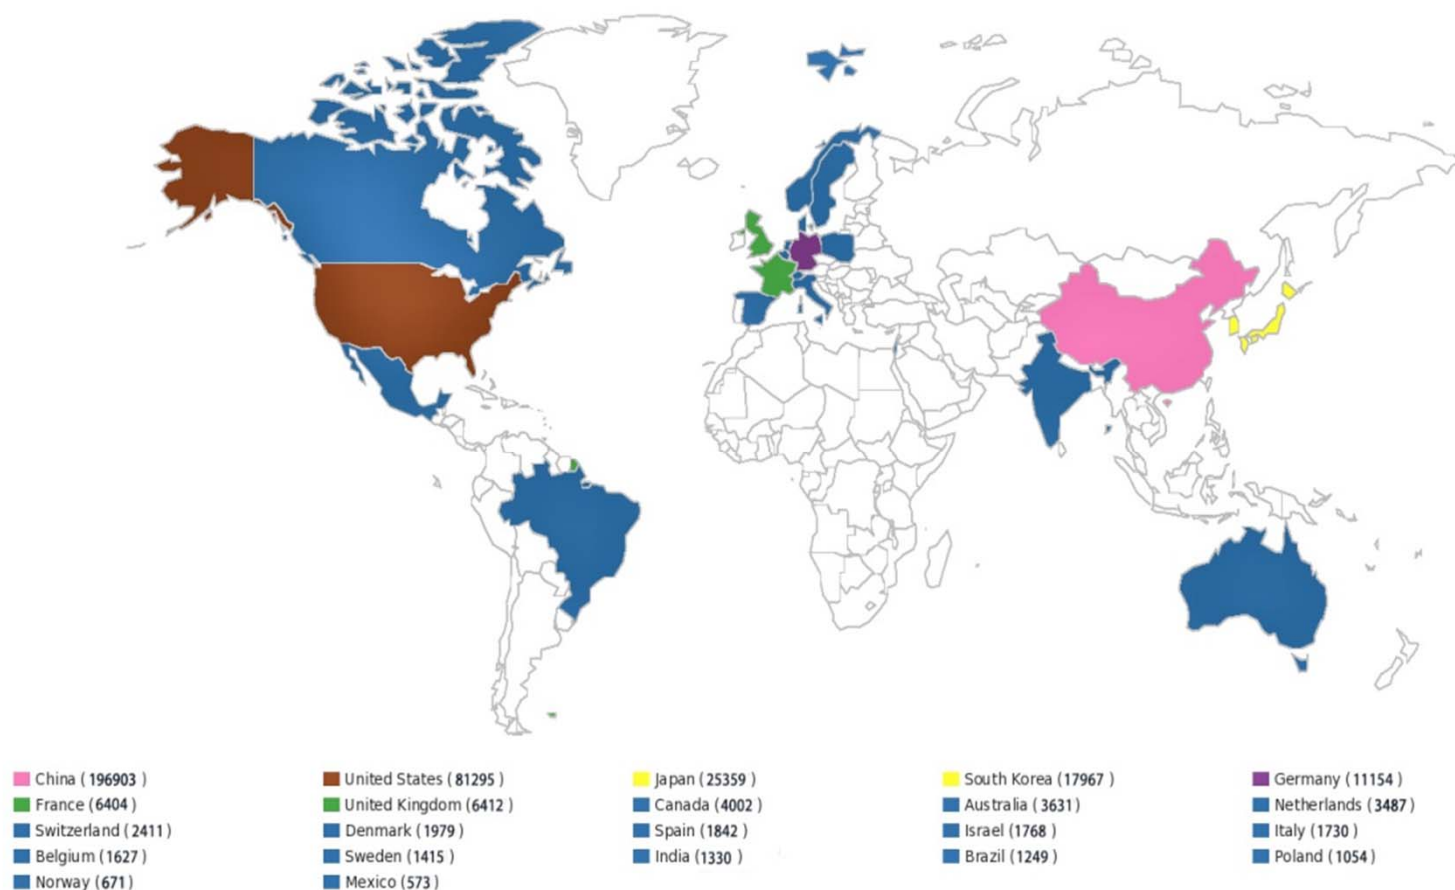 China ( 196903 ) United States ( 81295 ) Japan ( 25359 ) South Korea ( 17967 ) Germany ( 11154 )
France ( 6404 ) United Kingdom ( 6412 ) Canada ( 4002 ) Australia ( 3631 ) Netherlands ( 3487 )
Switzerland ( 2411 ) Denmark ( 1979 ) Spain ( 1842 ) Israel ( 1768 ) Italy ( 1730 )
Belgium ( 1627 ) Sweden ( 1415 ) India ( 1330 ) Brazil ( 1249 ) Poland ( 1054 )
Norway ( 671 ) Mexico ( 573 )